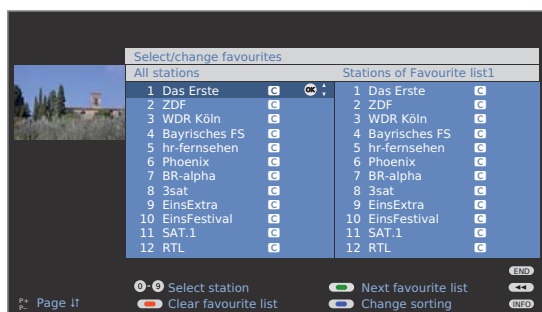 Select/change favourites
All stations Stations of Favourite list1
1 Das Erste C OK 1 Das Erste C
2 ZDF C 2 ZDF C
3 WDR Köln C 3 WDR Köln C
4 Bayrisches FS C 4 Bayrisches FS C
5 hr-fernsehen C 5 hr-fernsehen C
6 Phoenix C 6 Phoenix C
7 BR-alpha C 7 BR-alpha C
8 3sat C 8 3sat C
9 EinsExtra C 9 EinsExtra C
10 EinsFestival C 10 EinsFestival C
11 SAT.1 C 11 SAT.1 C
12 RTL C 12 RTL C
END
0-9 Select station Next favourite list
P+ P– Page Clear favourite list Change sorting INFO